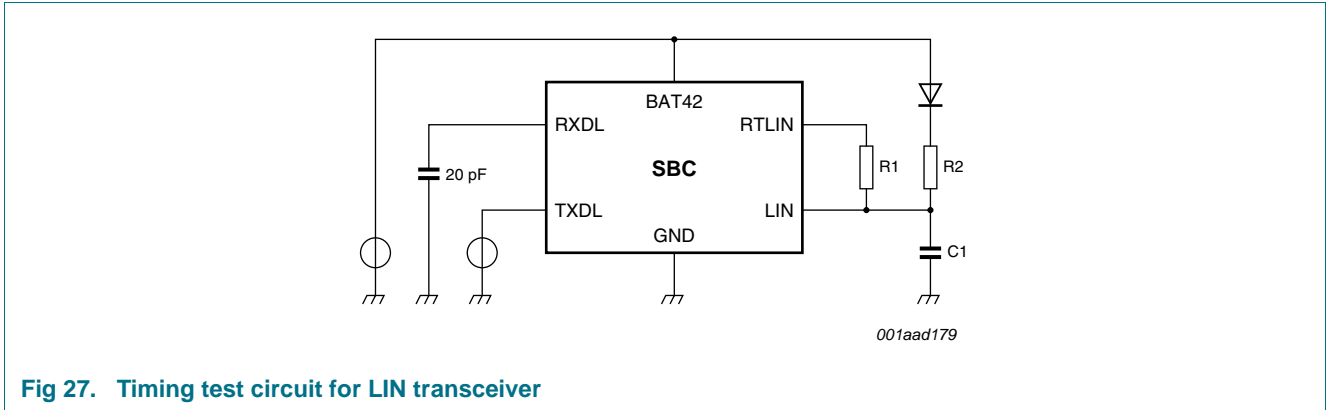 BAT42
RXDL
RTLIN
SBC
R1
R2
20 pF
TXDL
LIN
GND
C1
001aad179
Fig 27. Timing test circuit for LIN transceiver